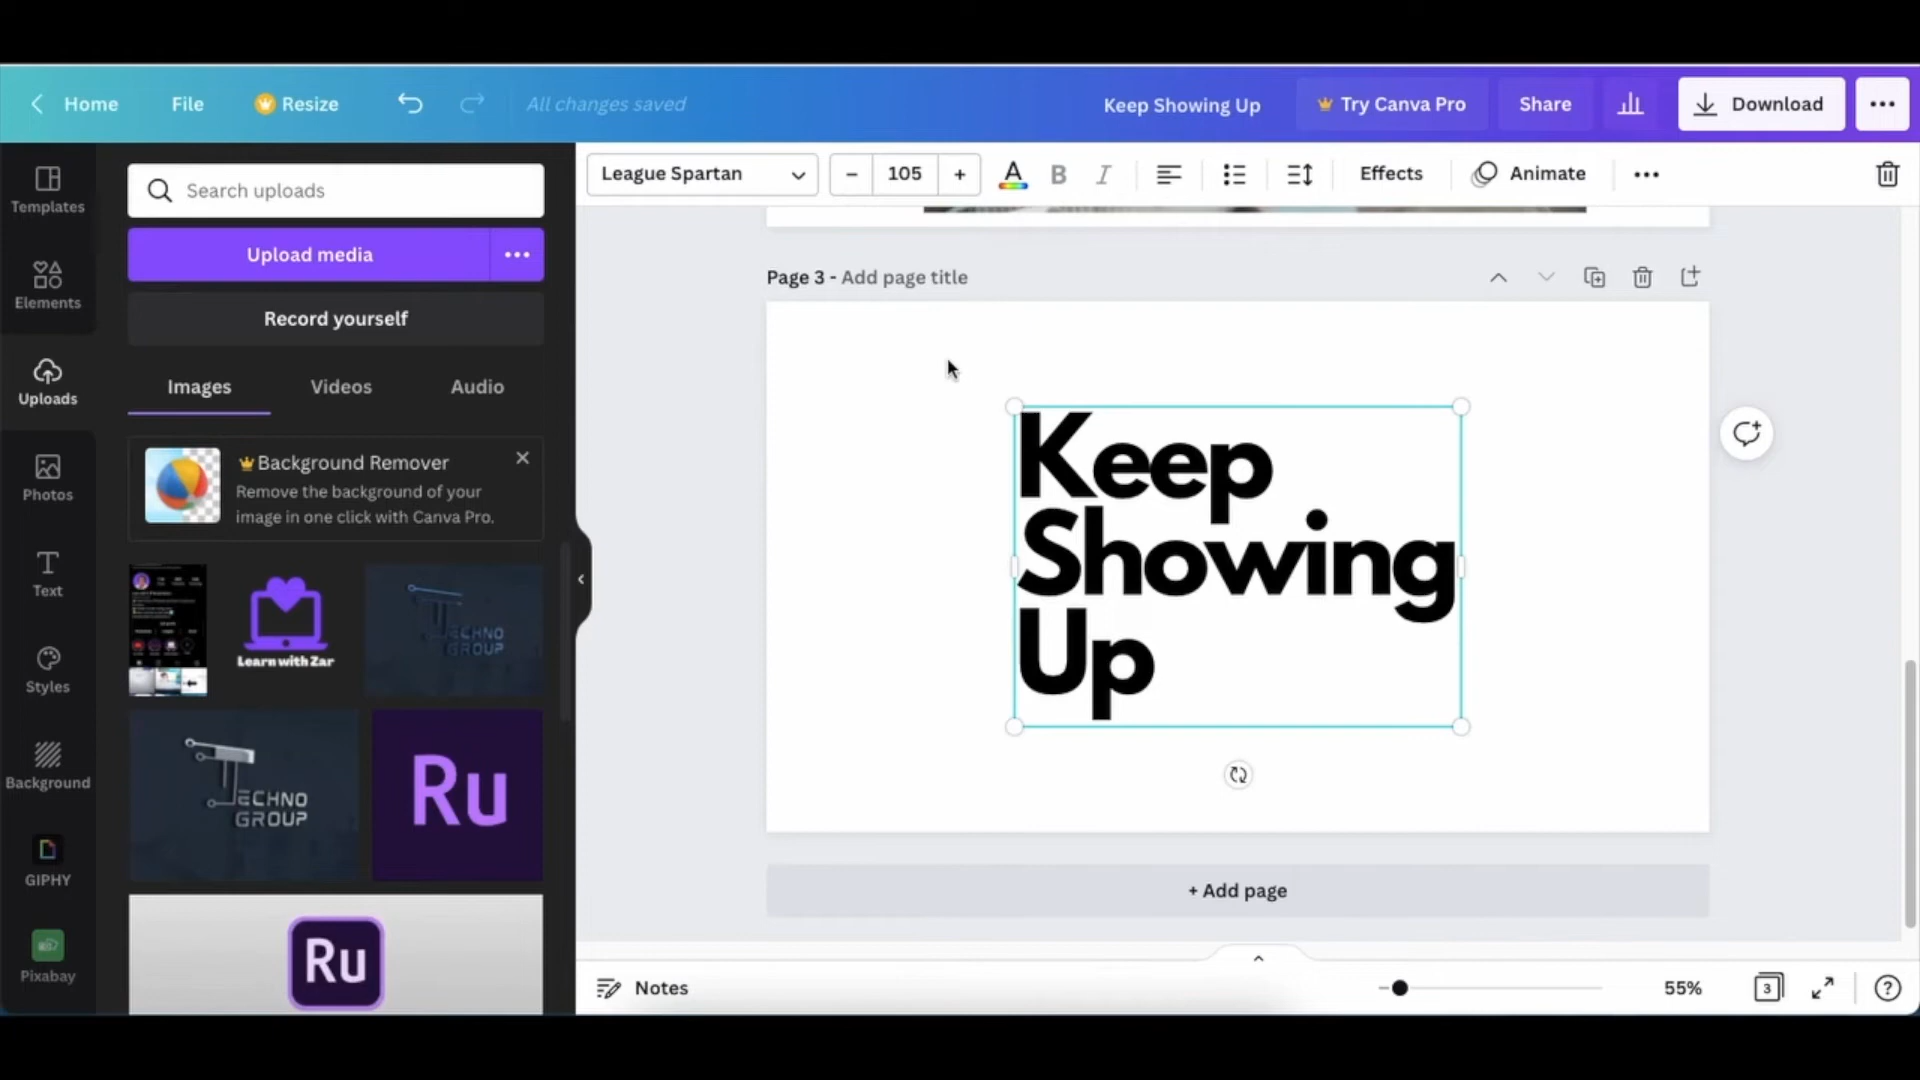 Home
File
Resize
All changes saved
Keep Showing Up
Try Canva Pro
Share
Download
League Spartan
105
Effects
Animate
Templates
Elements
Uploads
Photos
Text
Styles
Background
GIPHY
Pixabay
Search uploads
Upload media
Record yourself
Images
Videos
Audio
Background Remover
Remove the background of your
image in one click with Canva Pro.
Learn with Zar
TECHNO
GROUP
TECHNO
GROUP
Ru
Ru
Page 3 - Add page title
Keep
Showing
Up
+ Add page
Notes
55%
3